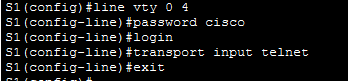 S1(config)#line vty 0 4
S1(config-line)#password cisco
S1(config-line)#login
S1(config-line)#transport input telnet
S1(config-line)#exit
S1(config)#